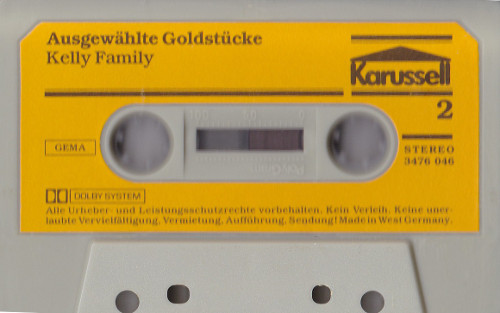 Ausgewählte Goldstücke
Kelly Family
Karussell
2
GEMA
STEREO
3476 046
DOLBY SYSTEM
Alle Urheber- und Leistungsschutzrechte vorbehalten. Kein Verleih. Keine uner-
laubte Vervielfältigung, Vermietung, Aufführung, Sendung! Made in West Germany.